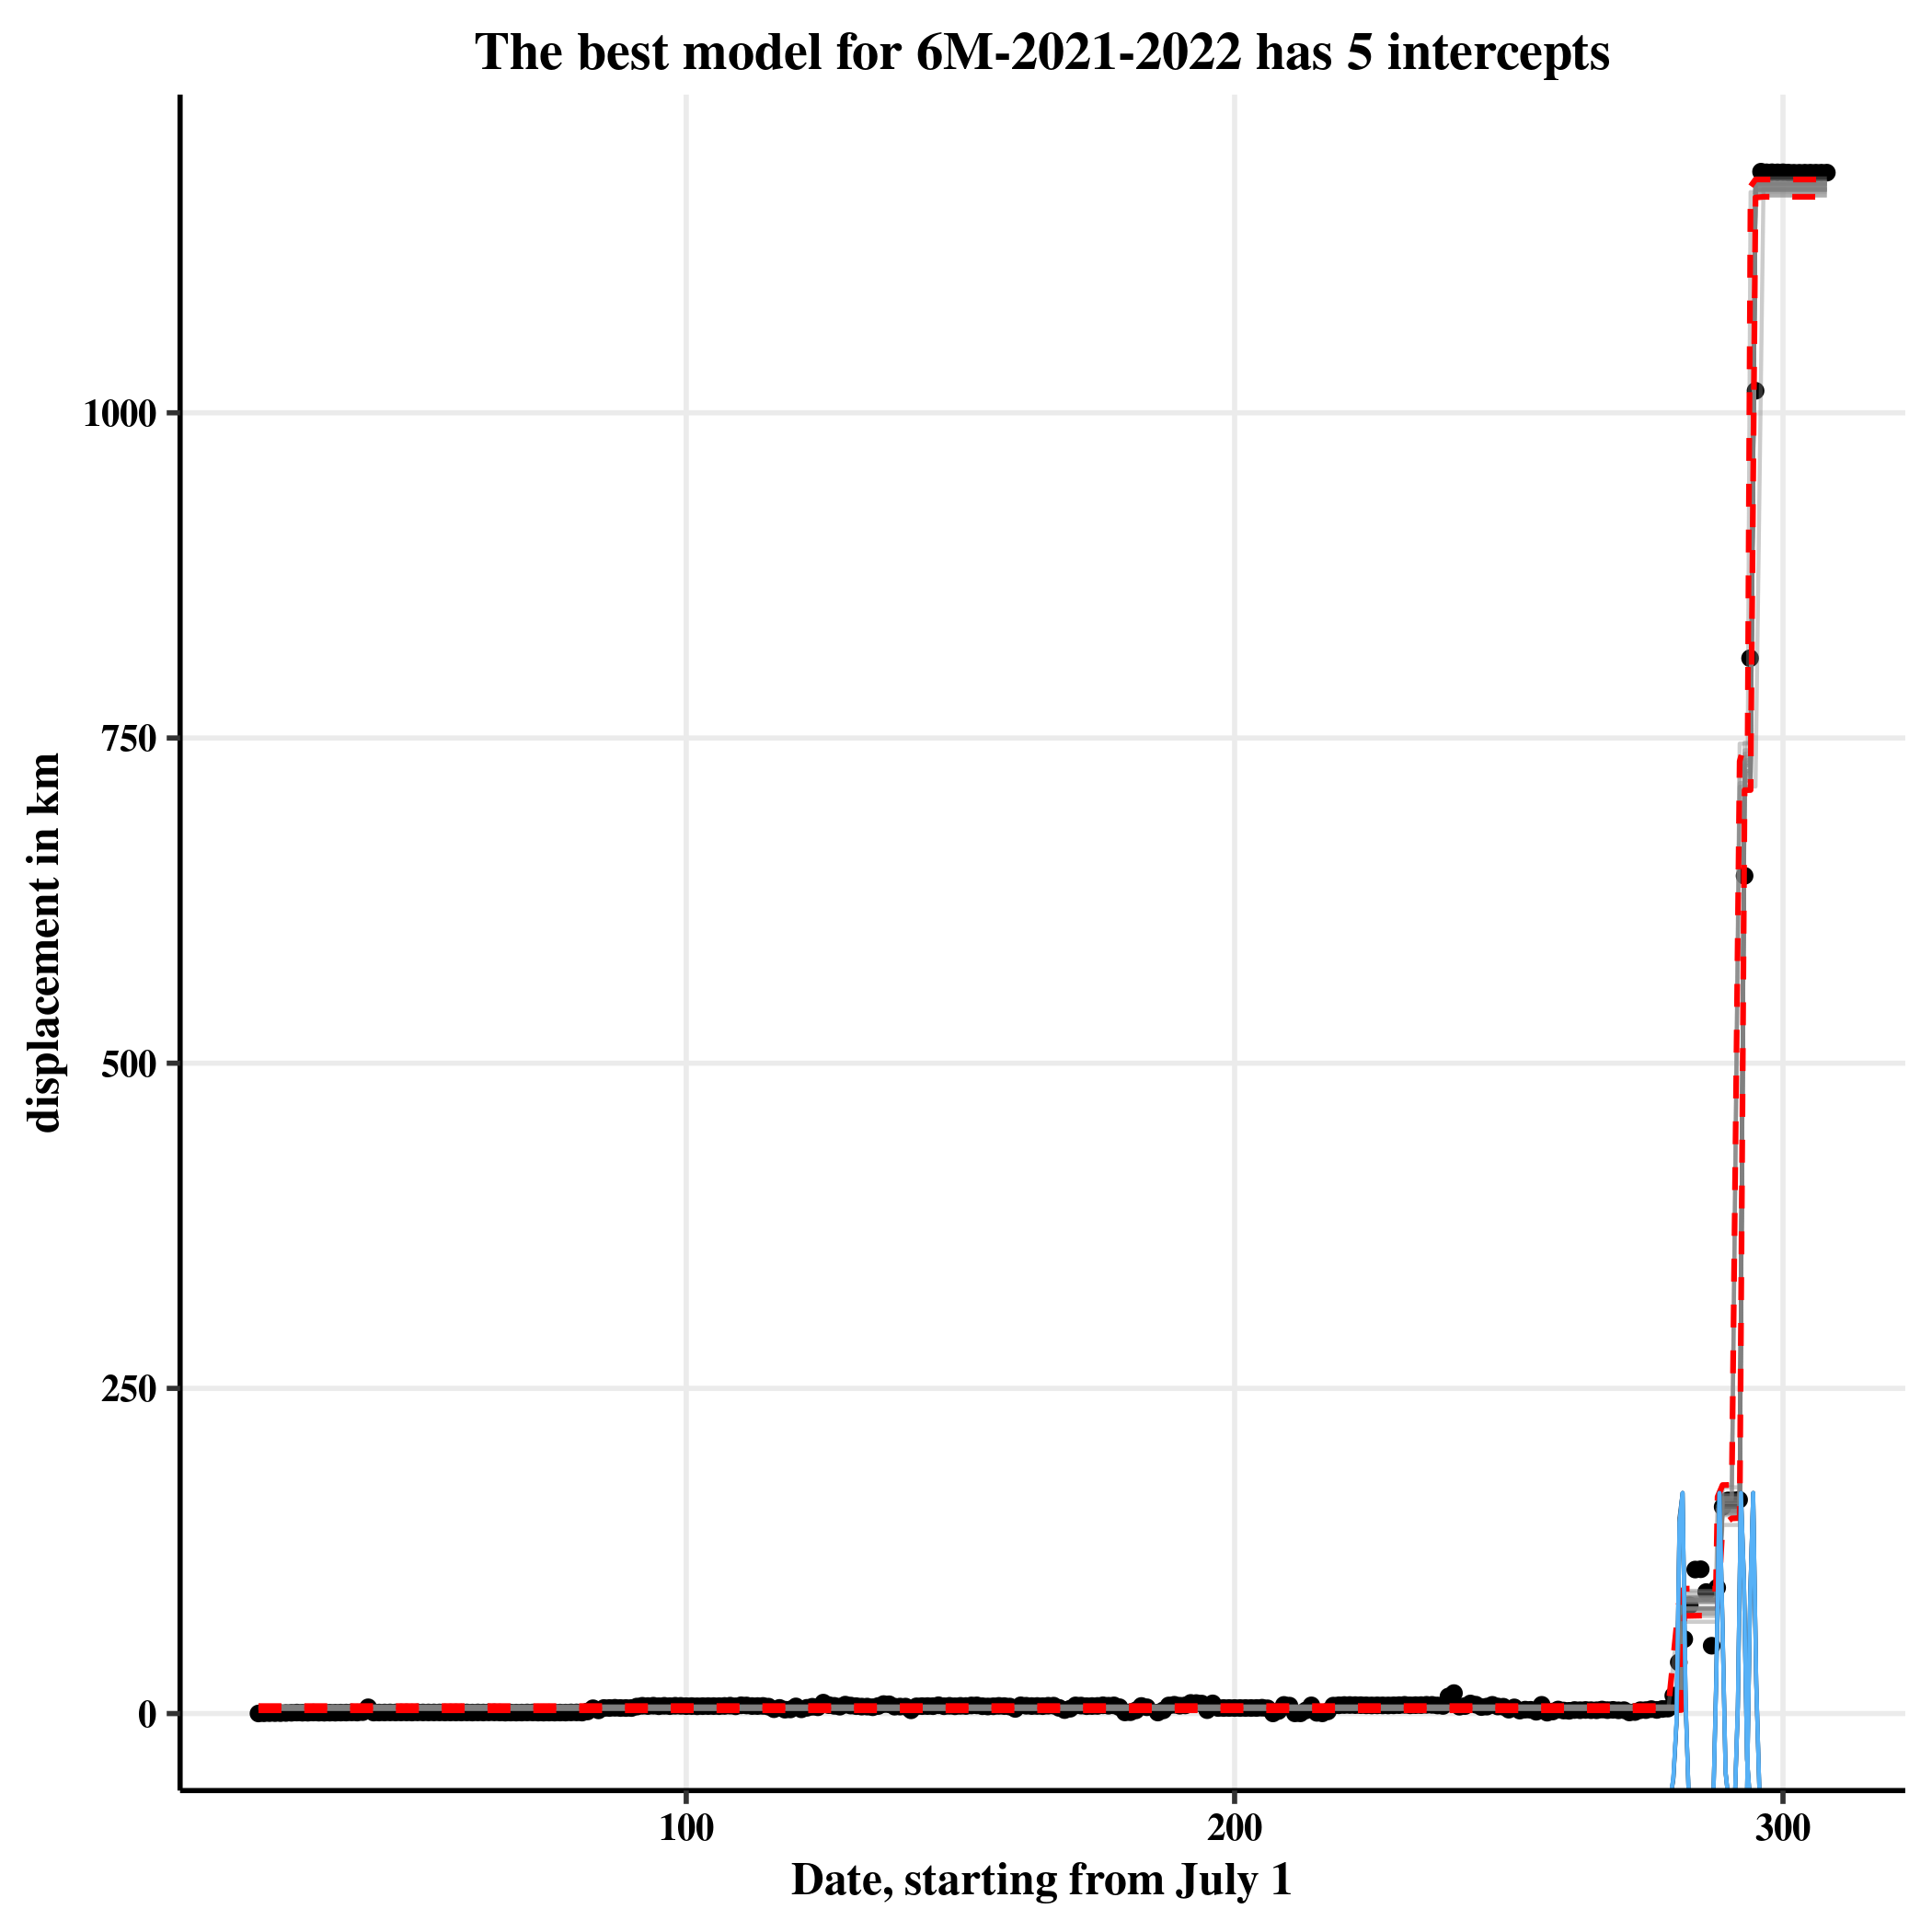 The best model for 6M-2021-2022 has 5 intercepts
displacement in km
1000
750
500
250
0
100 200 300
Date, starting from July 1